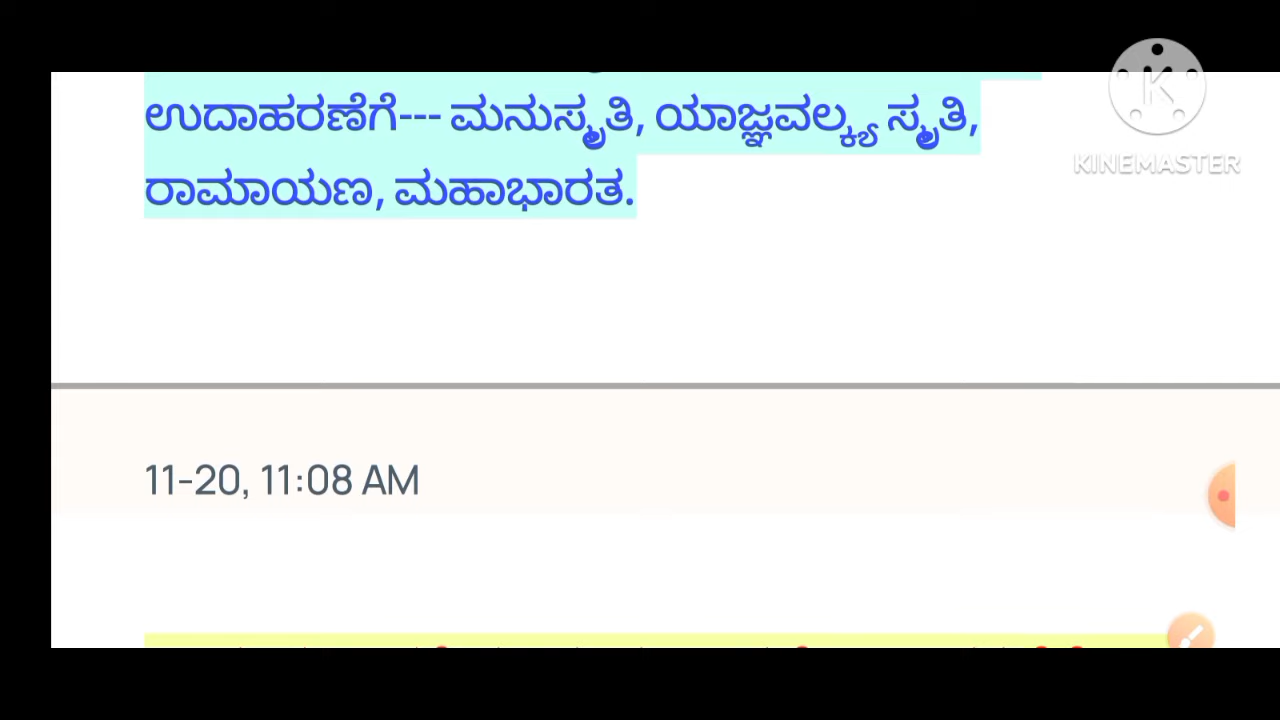 ಉದಾಹರಣೆಗೆ--- ಮನುಸ್ಮೃತಿ, ಯಾಜ್ಞವಲ್ಕ್ಯ ಸ್ಮೃತಿ,
ರಾಮಾಯಣ, ಮಹಾಭಾರತ.
KINEMASTER
11-20, 11:08 AM